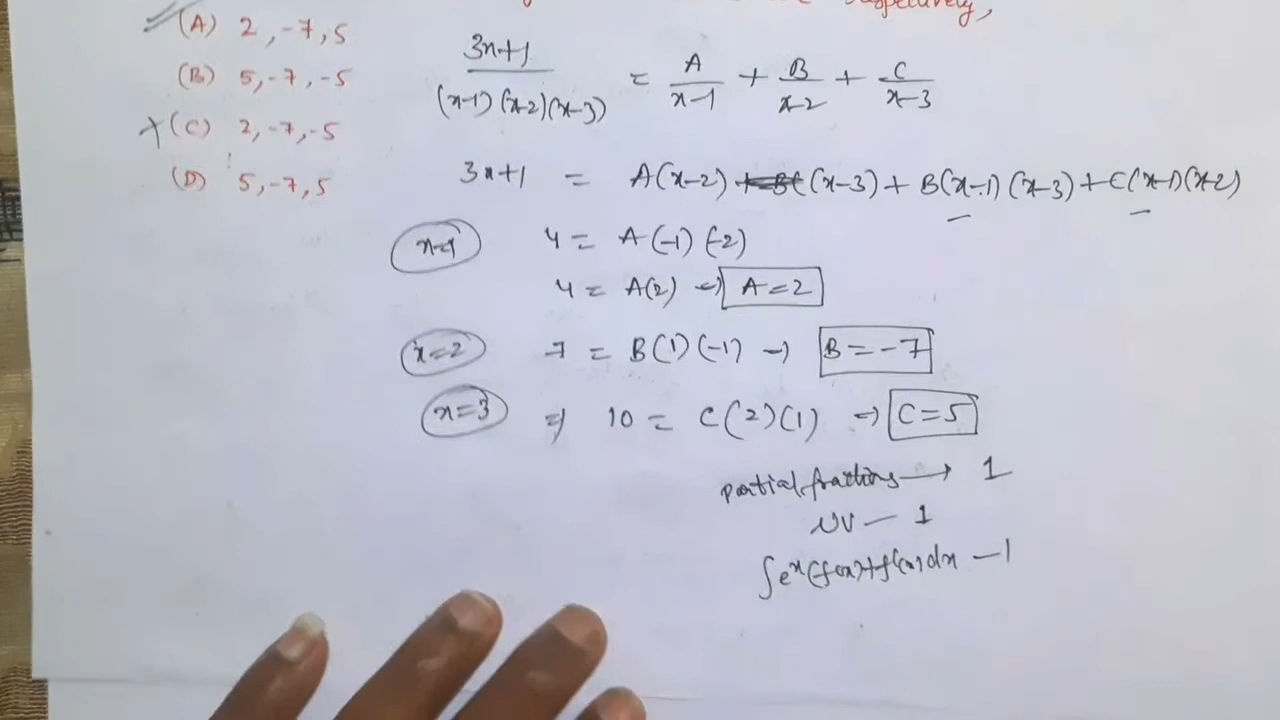 respectively,
(A) 2, -7, 5
(B) 5, -7, -5
(C) 2, -7, -5
(D) 5, -7, 5
3x+1 / (x-1)(x-2)(x-3) = A/x-1 + B/x-2 + C/x-3
3x+1 = A(x-2) (x-3) + B(x-1)(x-3) + C(x-1)(x-2)
x=1 4 = A(-1)(-2)
4 = A(2) → A=2
x=2 7 = B(1)(-1) → B=-7
x=3 ⇒ 10 = C(2)(1) ⇒ C=5
partial fractions → 1
UV — 1
∫e^x(f(x)+f'(x))dx — 1